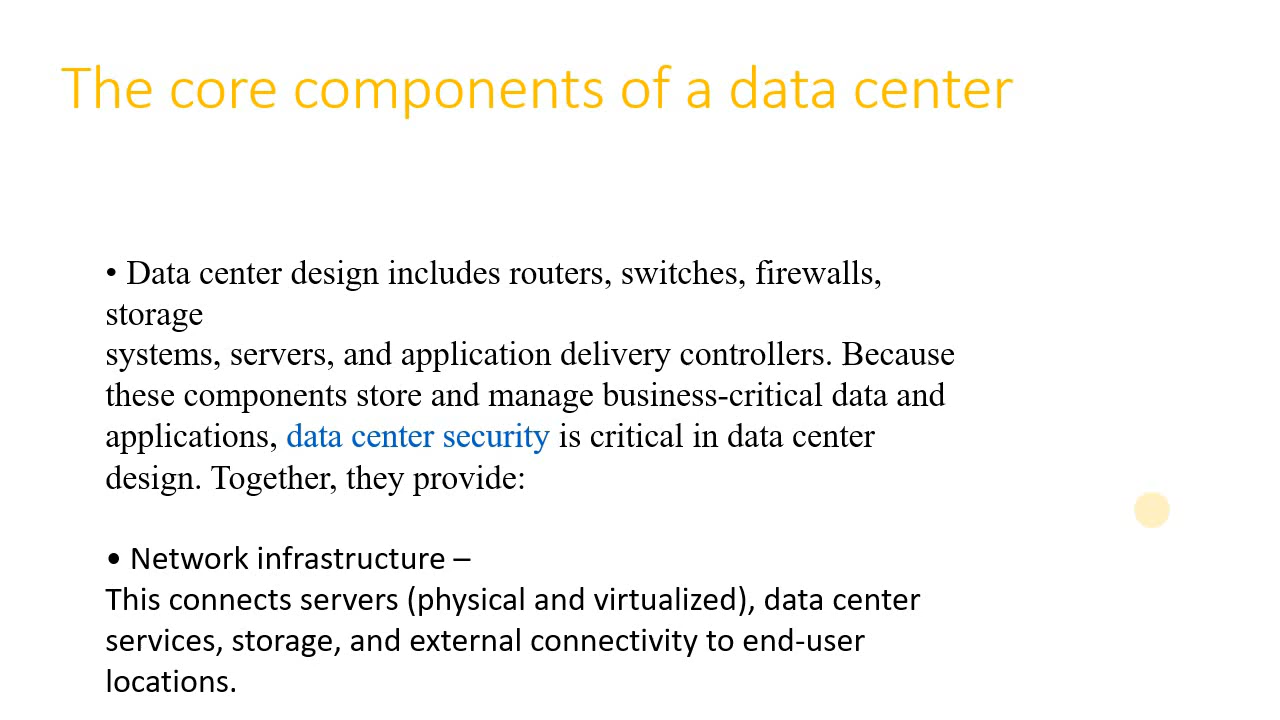 The core components of a data center
• Data center design includes routers, switches, firewalls,
storage
systems, servers, and application delivery controllers. Because
these components store and manage business-critical data and
applications, data center security is critical in data center
design. Together, they provide:
• Network infrastructure –
This connects servers (physical and virtualized), data center
services, storage, and external connectivity to end-user
locations.